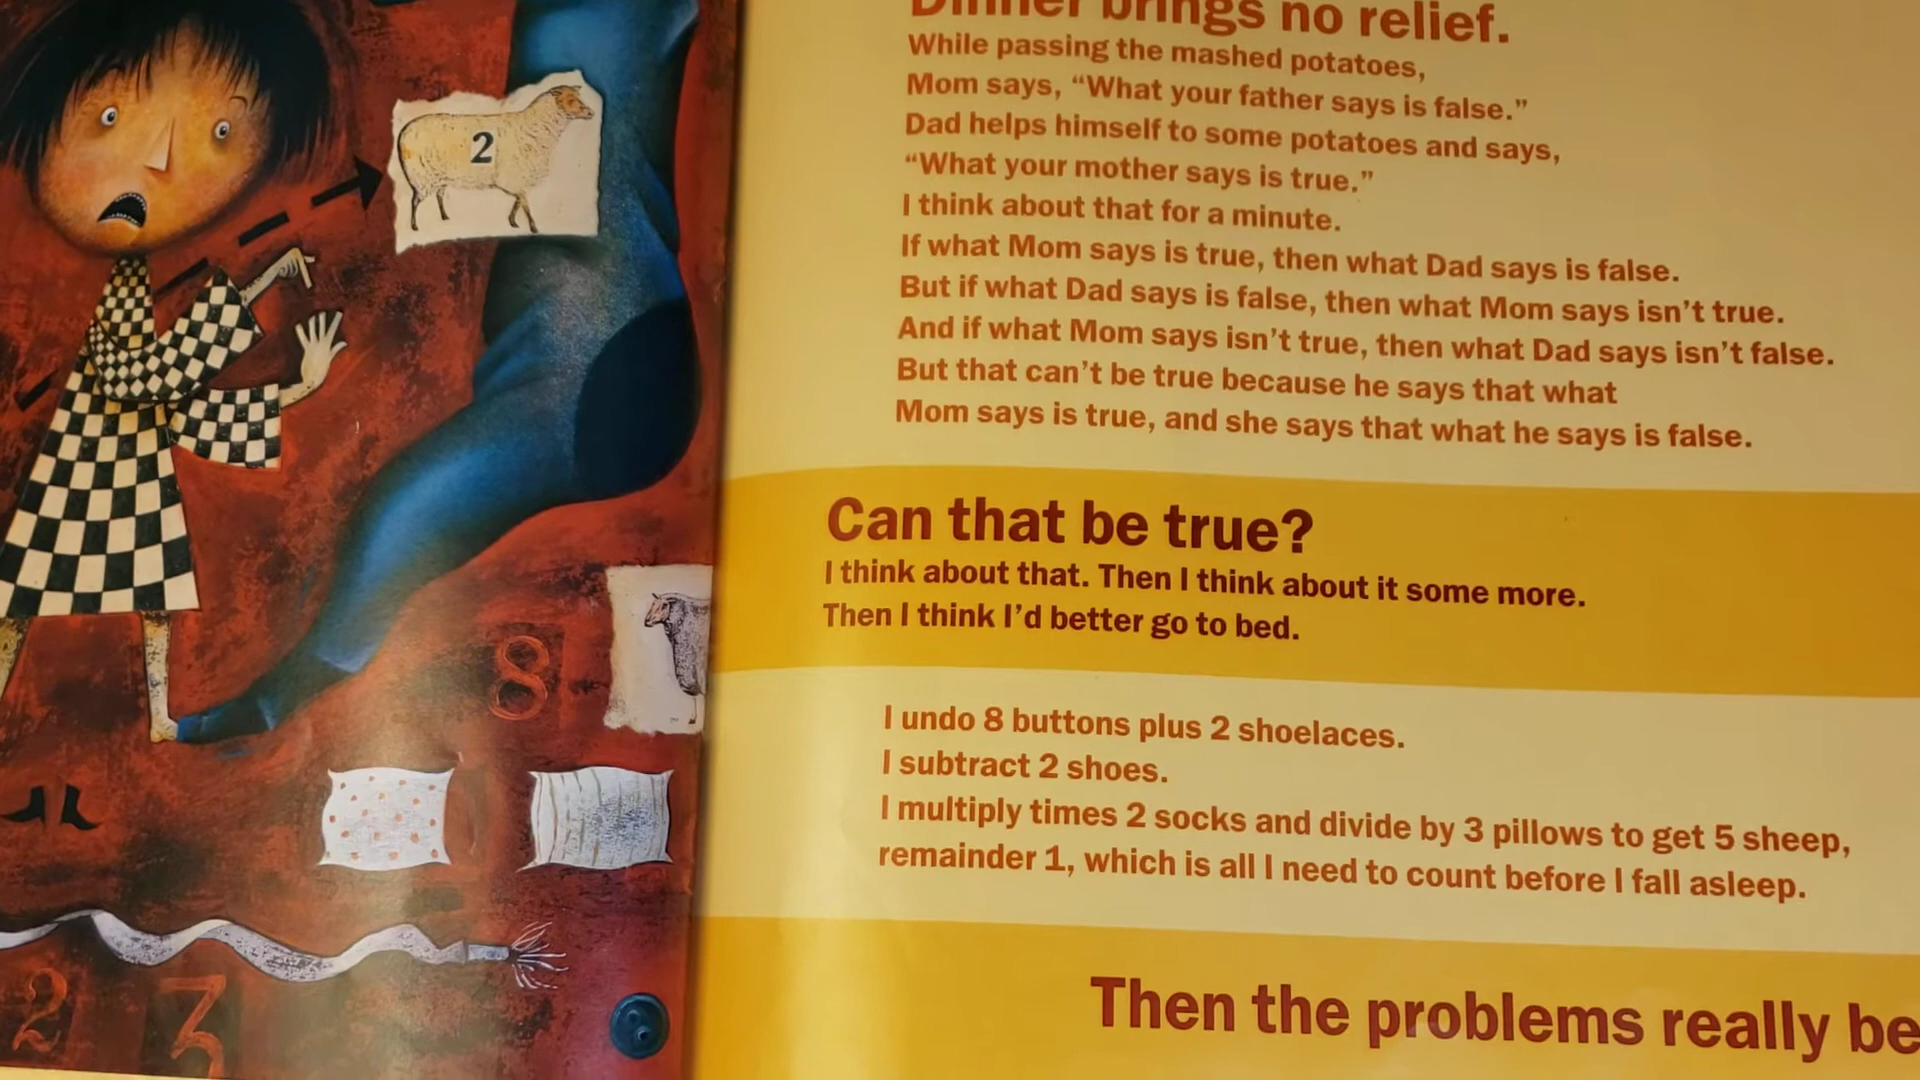 2
8
2 3
Dinner brings no relief.
While passing the mashed potatoes,
Mom says, “What your father says is false.”
Dad helps himself to some potatoes and says,
“What your mother says is true.”
I think about that for a minute.
If what Mom says is true, then what Dad says is false.
But if what Dad says is false, then what Mom says isn’t true.
And if what Mom says isn’t true, then what Dad says isn’t false.
But that can’t be true because he says that what
Mom says is true, and she says that what he says is false.
Can that be true?
I think about that. Then I think about it some more.
Then I think I’d better go to bed.
I undo 8 buttons plus 2 shoelaces.
I subtract 2 shoes.
I multiply times 2 socks and divide by 3 pillows to get 5 sheep,
remainder 1, which is all I need to count before I fall asleep.
Then the problems really be